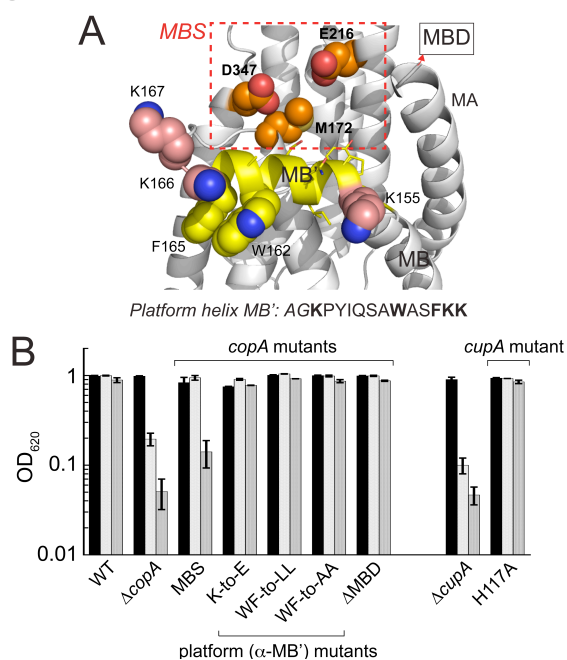 A
MBS
E216
MBD
D347
K167
MA
M172
K166
MB'
K155
F165
W162
MB
Platform helix MB': AGKPYIQSAWASFKK
B
copA mutants
cupA mutant
1
0.1
0.01
OD620
WT
ΔcopA
MBS
K-to-E
WF-to-LL
WF-to-AA
ΔMBD
ΔcupA
H117A
platform (α-MB') mutants